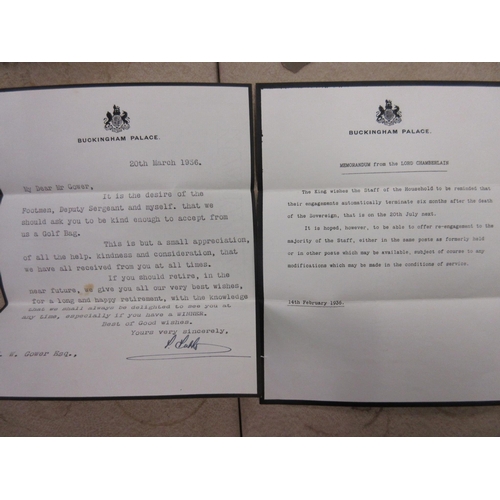 BUCKINGHAM PALACE.
20th March 1936.
My Dear Mr Gower,
It is the desire of the
Footmen, Deputy Sergeant and myself. that we
should ask you to be kind enough to accept from
us a Golf Bag.
This is but a small appreciation,
of all the help. kindness and consideration, that
we have all received from you at all times.
If you should retire, in the
near future, we give you all our very best wishes,
for a long and happy retirement, with the knowledge
that we shall always be delighted to see you at
any time, especially if you have a WINNER.
Best of Good wishes.
Yours very sincerely,
W. Gower Esq.,
BUCKINGHAM PALACE.
MEMORANDUM from the LORD CHAMBERLAIN
The King wishes the Staff of the Household to be reminded that
their engagements automatically terminate six months after the death
of the Sovereign, that is on the 20th July next.
It is hoped, however, to be able to offer re-engagement to the
majority of the Staff, either in the same posts as formerly held
or in other posts which may be available, subject of course to any
modifications which may be made in the conditions of service.
14th February 1936.